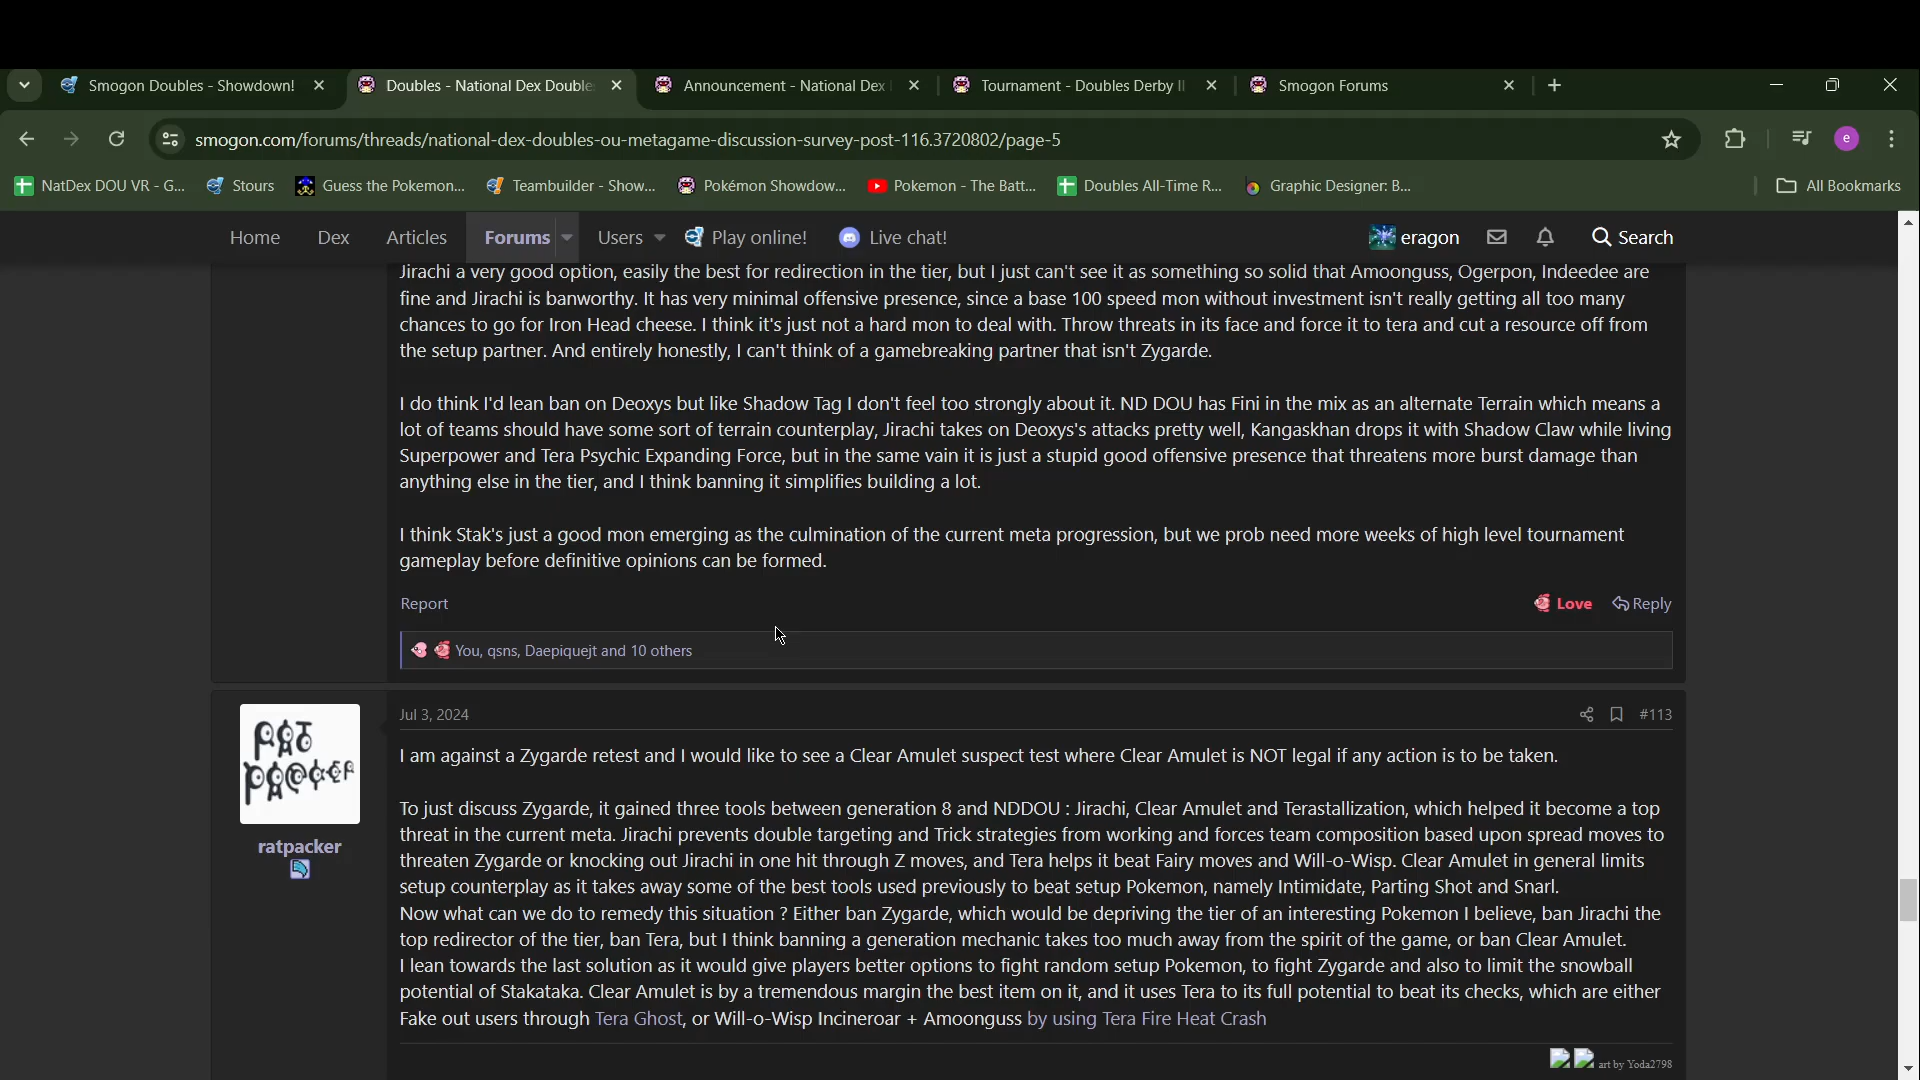 Smogon Doubles - Showdown!
Doubles - National Dex Double
Announcement - National Dex
Tournament - Doubles Derby II
Smogon Forums
smogon.com/forums/threads/national-dex-doubles-ou-metagame-discussion-survey-post-116.3720802/page-5
e
NatDex DOU VR - G...
Stours
Guess the Pokemon...
Teambuilder - Show...
Pokémon Showdow...
Pokemon - The Batt...
Doubles All-Time R...
Graphic Designer: B...
All Bookmarks
Home
Dex
Articles
Forums
Users
Play online!
Live chat!
eragon
Search
Jirachi a very good option, easily the best for redirection in the tier, but I just can't see it as something so solid that Amoonguss, Ogerpon, Indeedee are
fine and Jirachi is banworthy. It has very minimal offensive presence, since a base 100 speed mon without investment isn't really getting all too many
chances to go for Iron Head cheese. I think it's just not a hard mon to deal with. Throw threats in its face and force it to tera and cut a resource off from
the setup partner. And entirely honestly, I can't think of a gamebreaking partner that isn't Zygarde.
I do think I'd lean ban on Deoxys but like Shadow Tag I don't feel too strongly about it. ND DOU has Fini in the mix as an alternate Terrain which means a
lot of teams should have some sort of terrain counterplay, Jirachi takes on Deoxys's attacks pretty well, Kangaskhan drops it with Shadow Claw while living
Superpower and Tera Psychic Expanding Force, but in the same vain it is just a stupid good offensive presence that threatens more burst damage than
anything else in the tier, and I think banning it simplifies building a lot.
I think Stak's just a good mon emerging as the culmination of the current meta progression, but we prob need more weeks of high level tournament
gameplay before definitive opinions can be formed.
Report
Love
Reply
You, qsns, Daepiquejt and 10 others
RAT
PACKER
ratpacker
Jul 3, 2024
#113
I am against a Zygarde retest and I would like to see a Clear Amulet suspect test where Clear Amulet is NOT legal if any action is to be taken.
To just discuss Zygarde, it gained three tools between generation 8 and NDDOU : Jirachi, Clear Amulet and Terastallization, which helped it become a top
threat in the current meta. Jirachi prevents double targeting and Trick strategies from working and forces team composition based upon spread moves to
threaten Zygarde or knocking out Jirachi in one hit through Z moves, and Tera helps it beat Fairy moves and Will-o-Wisp. Clear Amulet in general limits
setup counterplay as it takes away some of the best tools used previously to beat setup Pokemon, namely Intimidate, Parting Shot and Snarl.
Now what can we do to remedy this situation ? Either ban Zygarde, which would be depriving the tier of an interesting Pokemon I believe, ban Jirachi the
top redirector of the tier, ban Tera, but I think banning a generation mechanic takes too much away from the spirit of the game, or ban Clear Amulet.
I lean towards the last solution as it would give players better options to fight random setup Pokemon, to fight Zygarde and also to limit the snowball
potential of Stakataka. Clear Amulet is by a tremendous margin the best item on it, and it uses Tera to its full potential to beat its checks, which are either
Fake out users through Tera Ghost, or Will-o-Wisp Incineroar + Amoonguss by using Tera Fire Heat Crash
art by Yoda2798